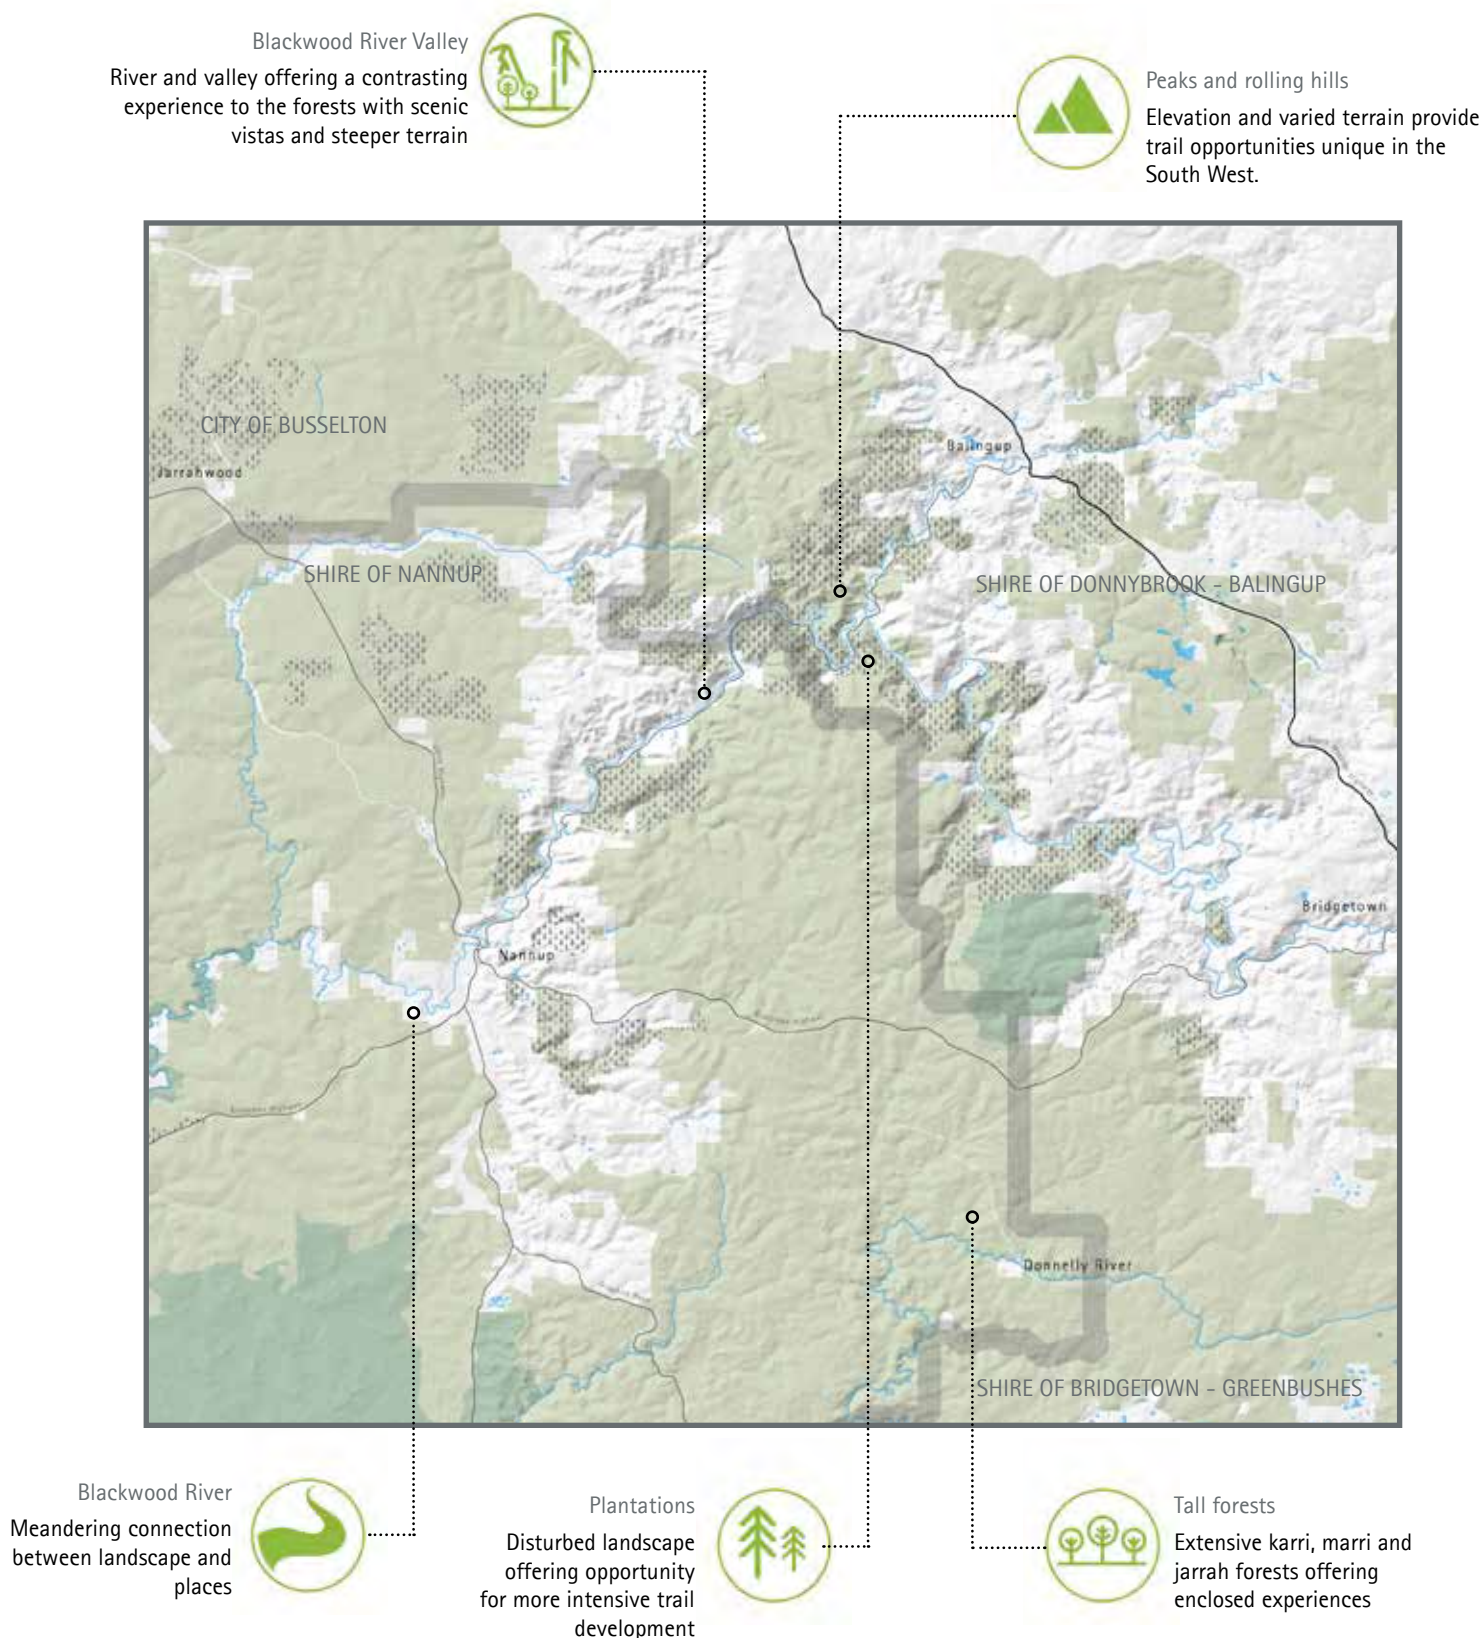 Blackwood River Valley
River and valley offering a contrasting
experience to the forests with scenic
vistas and steeper terrain
Peaks and rolling hills
Elevation and varied terrain provide
trail opportunities unique in the
South West.
CITY OF BUSSELTON
Jarrahwood
Balingup
SHIRE OF NANNUP
SHIRE OF DONNYBROOK - BALINGUP
Bridgetown
Nannup
Donnelly River
SHIRE OF BRIDGETOWN - GREENBUSHES
Blackwood River
Meandering connection
between landscape and
places
Plantations
Disturbed landscape
offering opportunity
for more intensive trail
development
Tall forests
Extensive karri, marri and
jarrah forests offering
enclosed experiences